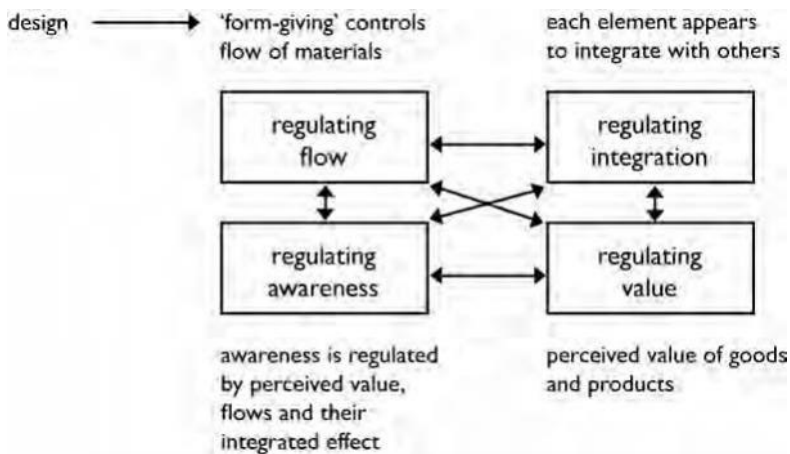 design
'form-giving' controls
flow of materials
each element appears
to integrate with others
regulating
flow
regulating
integration
regulating
awareness
regulating
value
awareness is regulated
by perceived value,
flows and their
integrated effect
perceived value of goods
and products